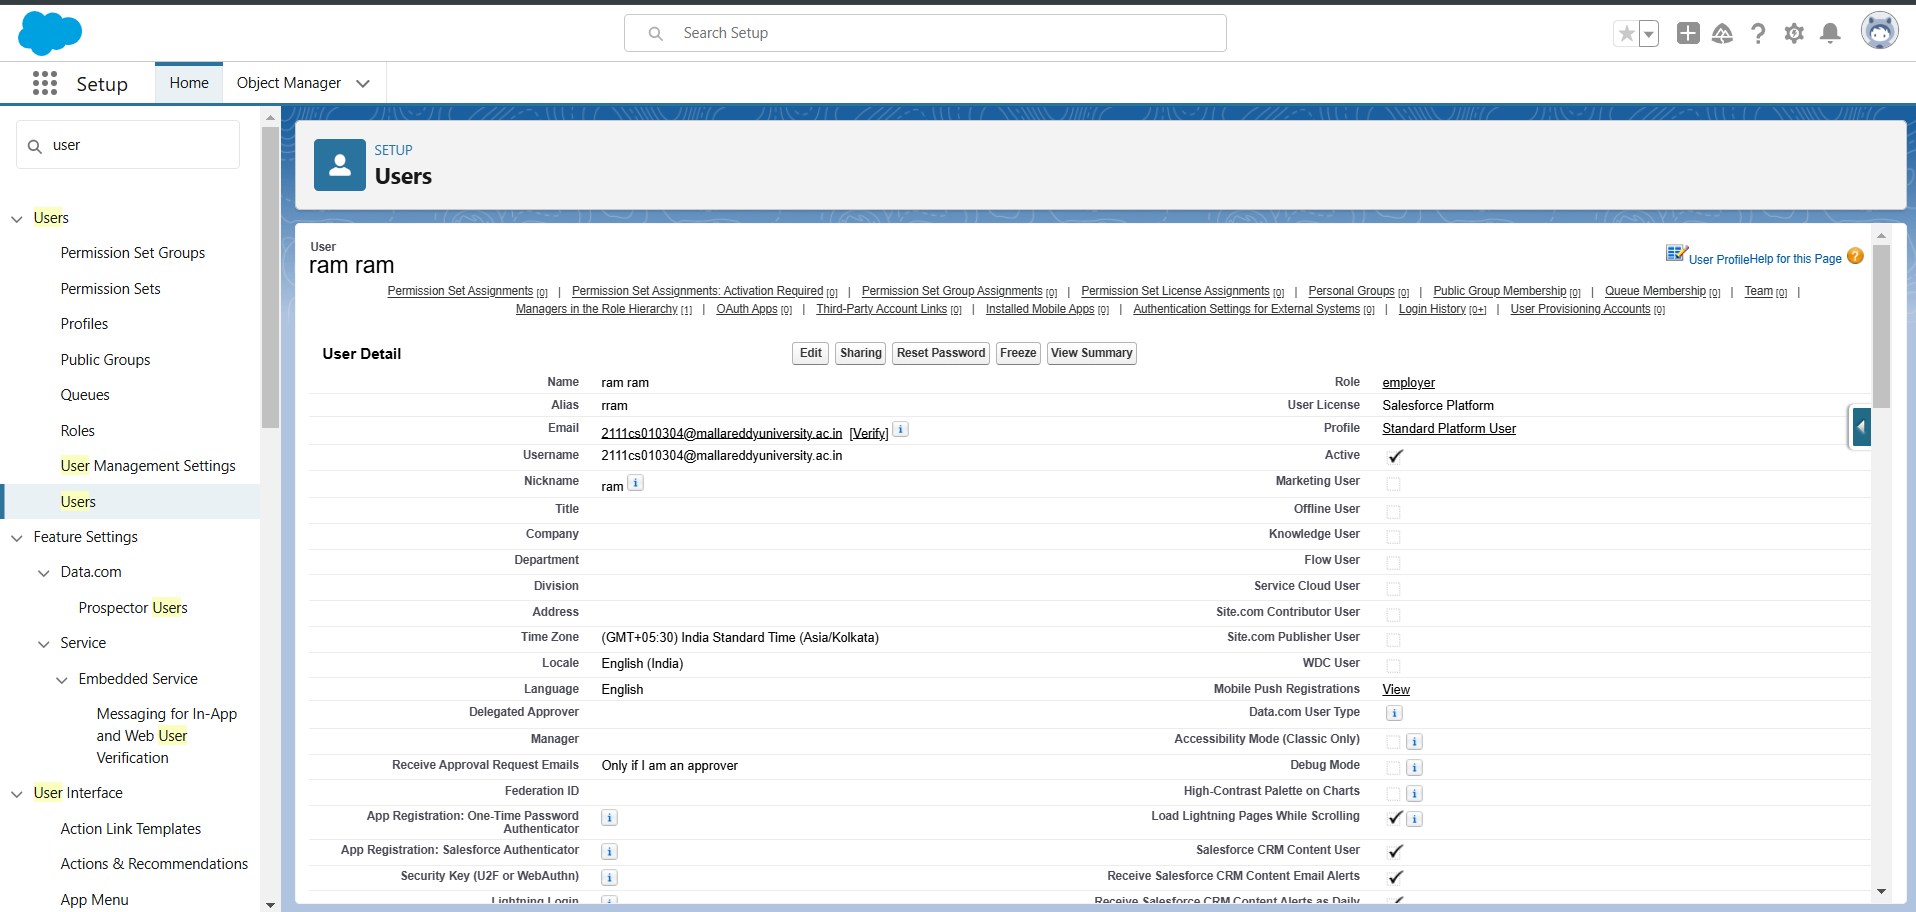 Search Setup
Setup
Home
Object Manager
user
Users
Permission Set Groups
Permission Sets
Profiles
Public Groups
Queues
Roles
User Management Settings
Users
Feature Settings
Data.com
Prospector Users
Service
Embedded Service
Messaging for In-App
and Web User
Verification
User Interface
Action Link Templates
Actions & Recommendations
App Menu
SETUP
Users
User
ram ram
User Profile Help for this Page ?
Permission Set Assignments [0] | Permission Set Assignments: Activation Required [0] | Permission Set Group Assignments [0] | Permission Set License Assignments [0] | Personal Groups [0] | Public Group Membership [0] | Queue Membership [0] | Team [0] |
Managers in the Role Hierarchy [1] | OAuth Apps [0] | Third-Party Account Links [0] | Installed Mobile Apps [0] | Authentication Settings for External Systems [0] | Login History [0+] | User Provisioning Accounts [0]
User Detail
Edit Sharing Reset Password Freeze View Summary
Name ram ram Role employer
Alias rram User License Salesforce Platform
Email 2111cs010304@mallareddyuniversity.ac.in [Verify] i Profile Standard Platform User
Username 2111cs010304@mallareddyuniversity.ac.in Active
Nickname ram i Marketing User
Title Offline User
Company Knowledge User
Department Flow User
Division Service Cloud User
Address Site.com Contributor User
Time Zone (GMT+05:30) India Standard Time (Asia/Kolkata) Site.com Publisher User
Locale English (India) WDC User
Language English Mobile Push Registrations View
Delegated Approver Data.com User Type i
Manager Accessibility Mode (Classic Only) i
Receive Approval Request Emails Only if I am an approver Debug Mode i
Federation ID High-Contrast Palette on Charts i
App Registration: One-Time Password
Authenticator i Load Lightning Pages While Scrolling i
App Registration: Salesforce Authenticator i Salesforce CRM Content User
Security Key (U2F or WebAuthn) i Receive Salesforce CRM Content Email Alerts
Lightning Login i Receive Salesforce CRM Content Alerts as Daily